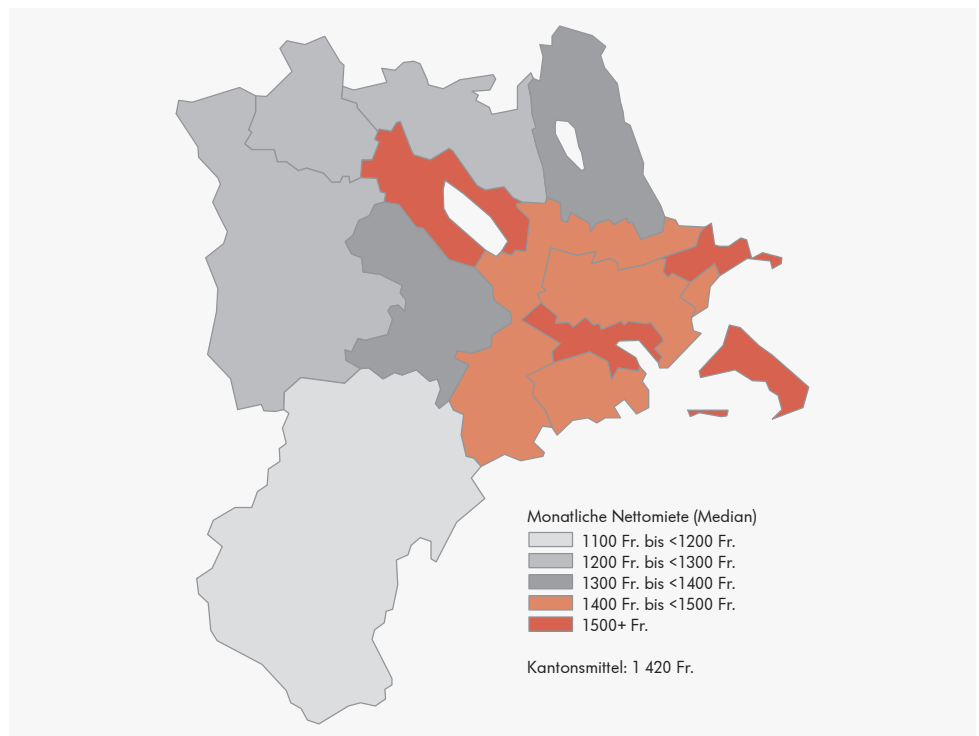 Monatliche Nettomiete (Median)
1100 Fr. bis <1200 Fr.
1200 Fr. bis <1300 Fr.
1300 Fr. bis <1400 Fr.
1400 Fr. bis <1500 Fr.
1500+ Fr.
Kantonsmittel: 1 420 Fr.